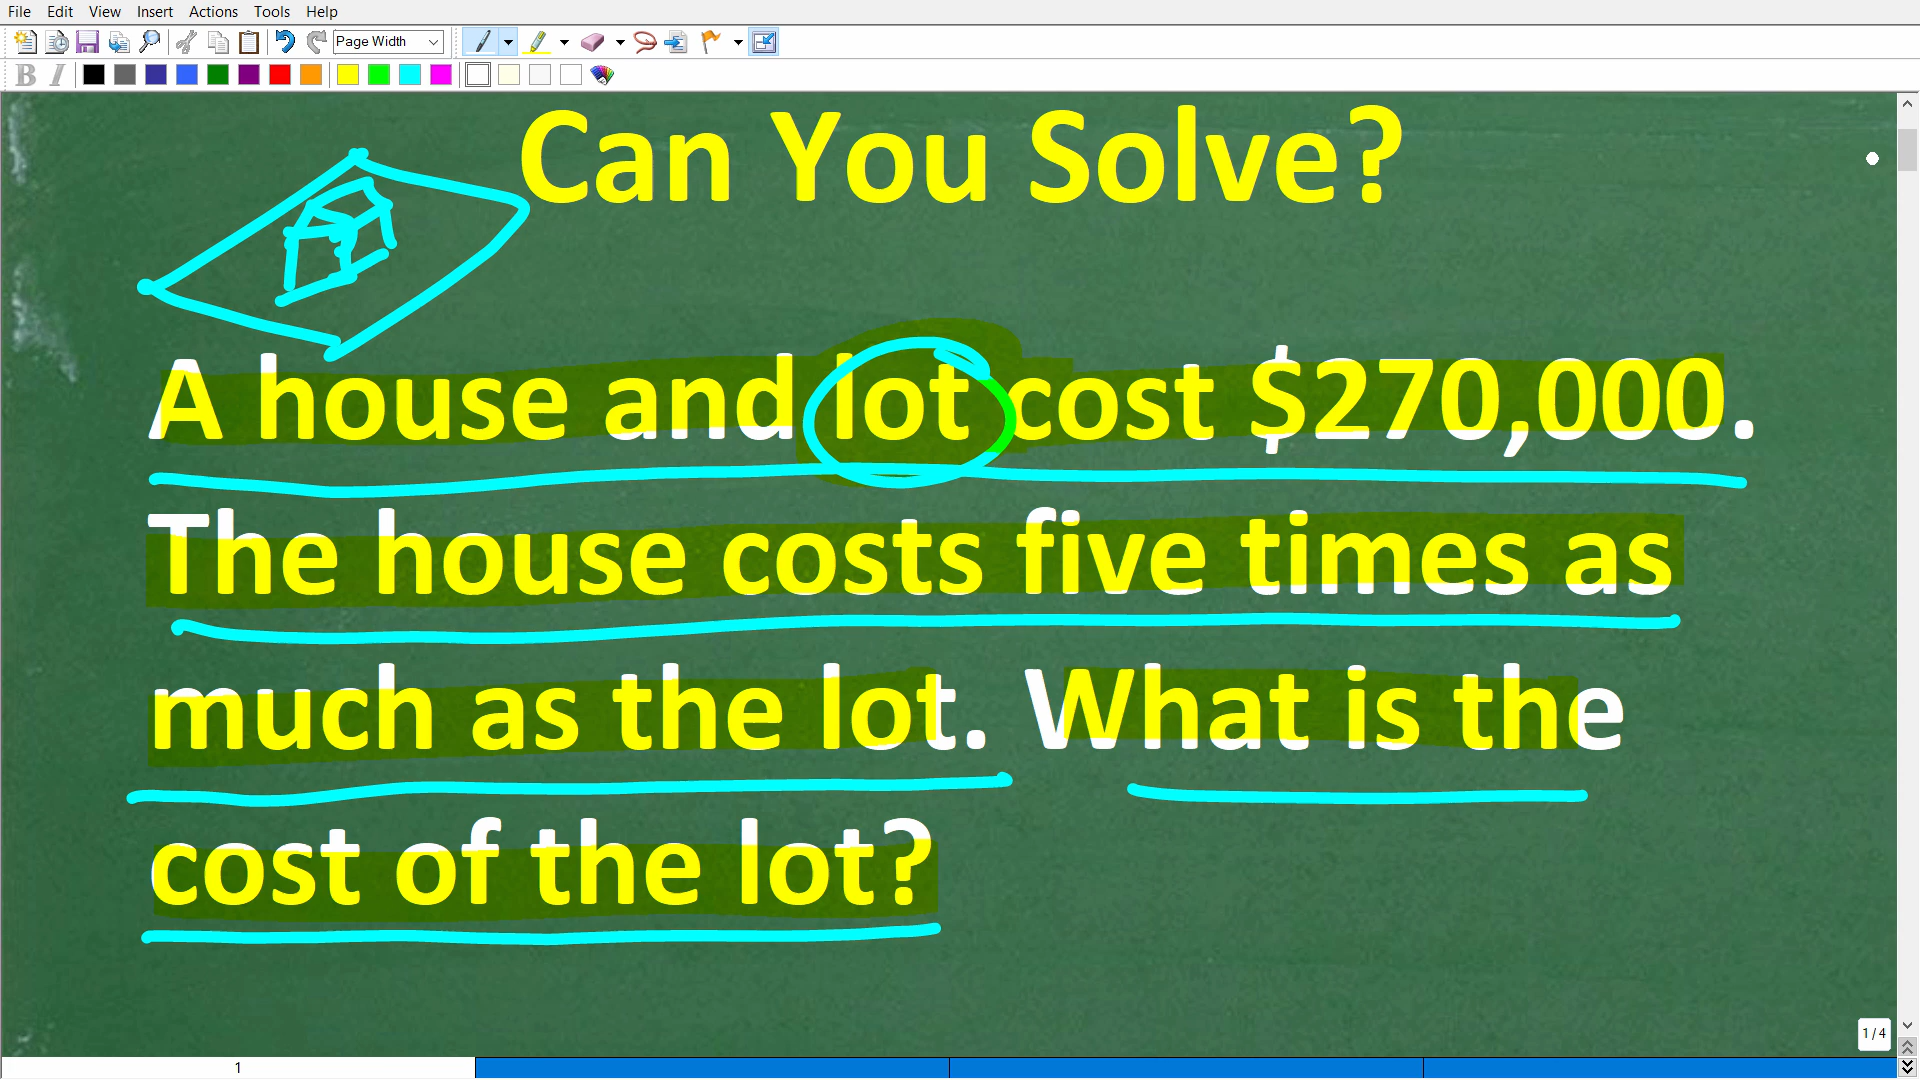 File Edit View Insert Actions Tools Help
Page Width
B I
Can You Solve?
A house and lot cost $270,000.
The house costs five times as
much as the lot. What is the
cost of the lot?
1 / 4
1